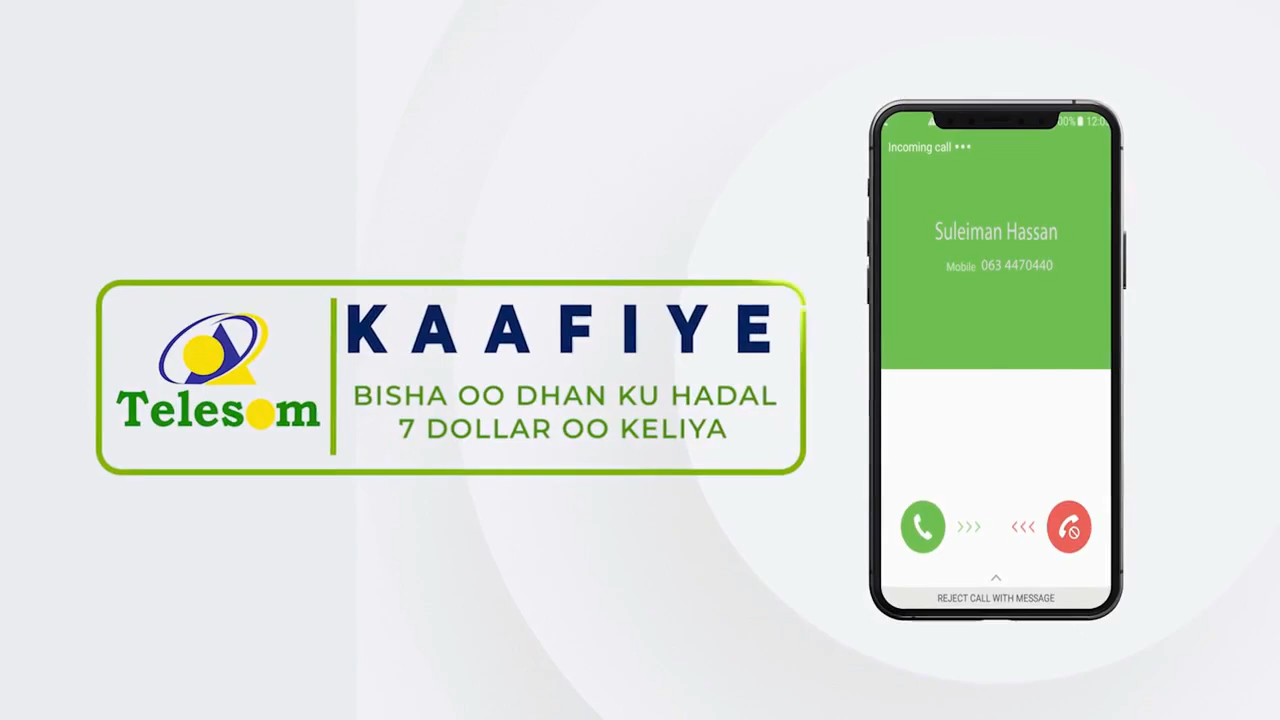 Telesom
KAAFIYE
BISHA OO DHAN KU HADAL
7 DOLLAR OO KELIYA
Incoming call •••
Suleiman Hassan
Mobile 063 4470440
REJECT CALL WITH MESSAGE